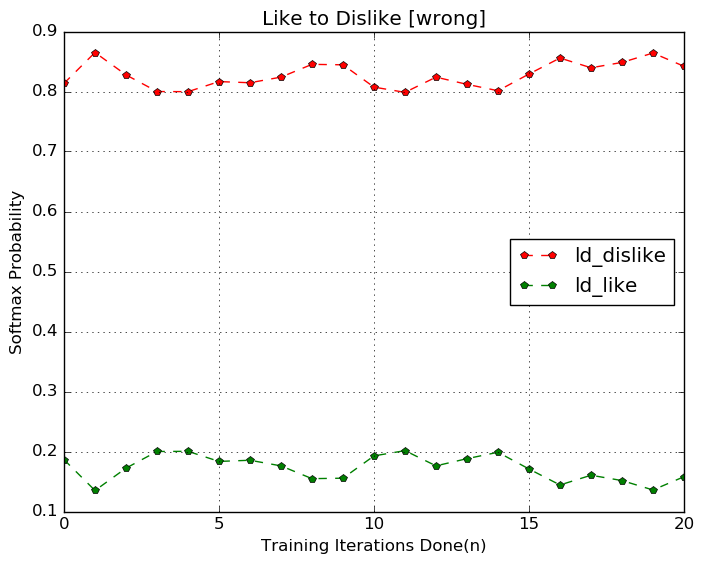 Like to Dislike [wrong]
0.9
0.8
0.7
0.6
0.5
0.4
0.3
0.2
0.1
Softmax Probability
ld_dislike
ld_like
0 5 10 15 20
Training Iterations Done(n)